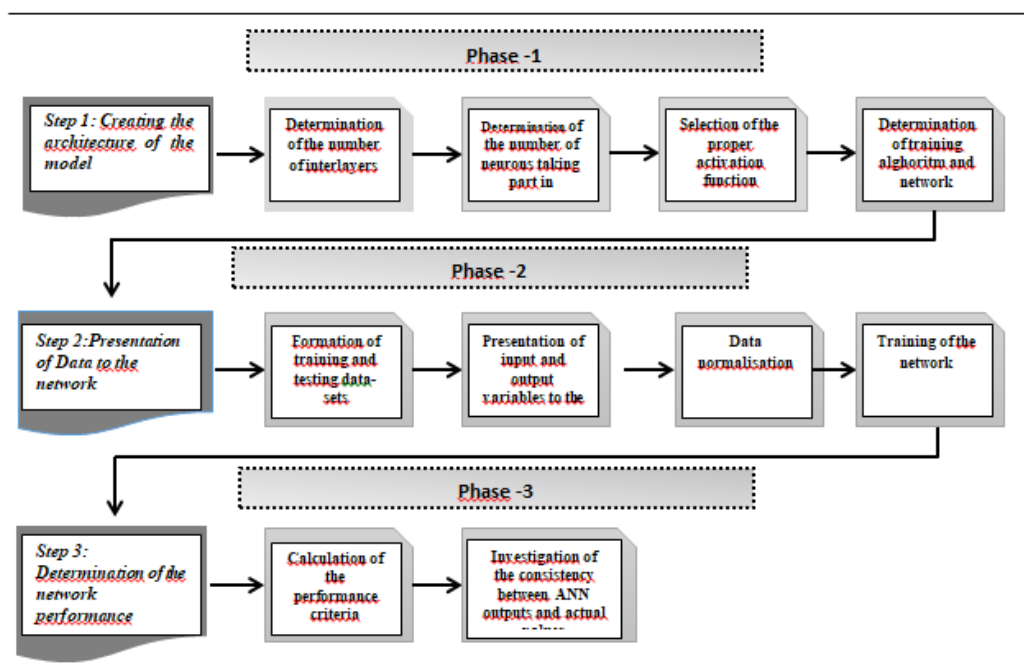 Phase -1
Step 1: Creating the
architecture of the
model
Determination
of the number
of interlayers
Determination of
the number of
neurons taking
part in
Selection of the
proper
activation
function
Determination
of training
alghoritm and
network
Phase -2
Step 2:Presentation
of Data to the
network
Formation of
training and
testing data-
sets
Presentation of
input and
output
variables to the
Data
normalisation
Training of the
network
Phase -3
Step 3:
Determination of the
network
performance
Calculation of
the
performance
criteria
Investigation of
the consistency
between ANN
outputs and actual